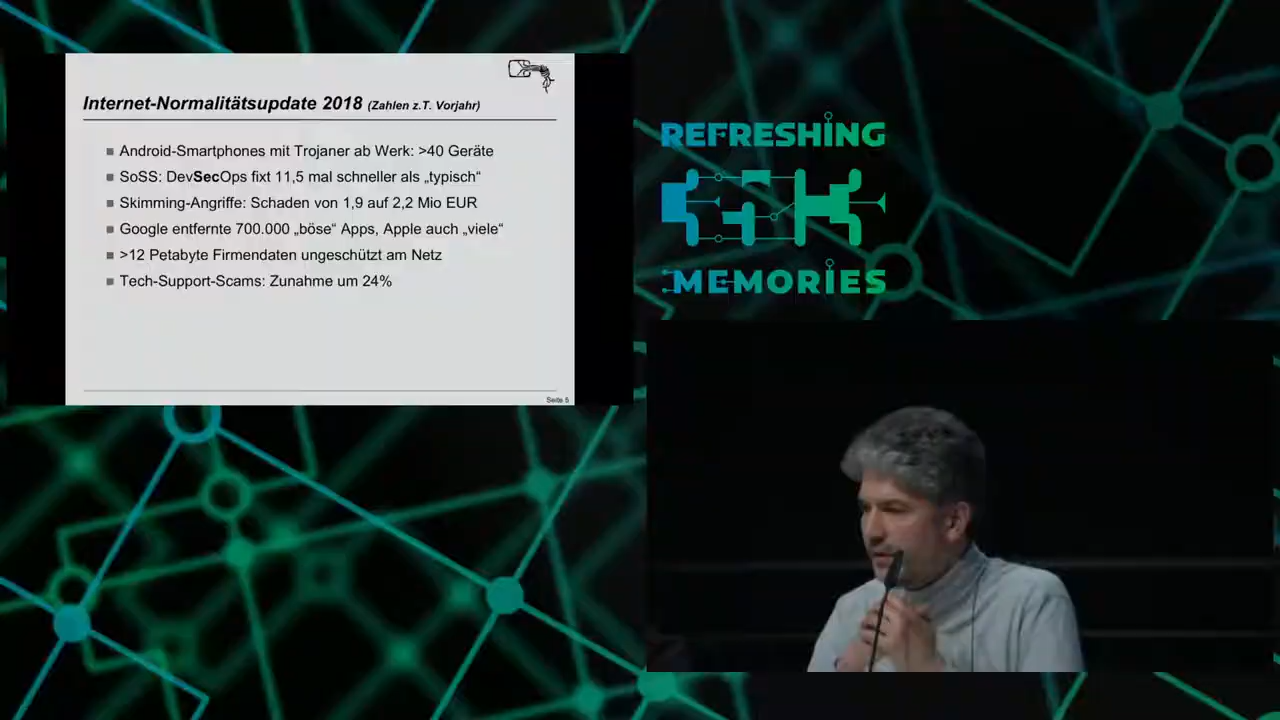 Internet-Normalitätsupdate 2018 (Zahlen z.T. Vorjahr)
Android-Smartphones mit Trojaner ab Werk: >40 Geräte
SoSS: DevSecOps fixt 11,5 mal schneller als „typisch“
Skimming-Angriffe: Schaden von 1,9 auf 2,2 Mio EUR
Google entfernte 700.000 „böse“ Apps, Apple auch „viele“
>12 Petabyte Firmendaten ungeschützt am Netz
Tech-Support-Scams: Zunahme um 24%
Seite 5
REFRESHING
MEMORIES